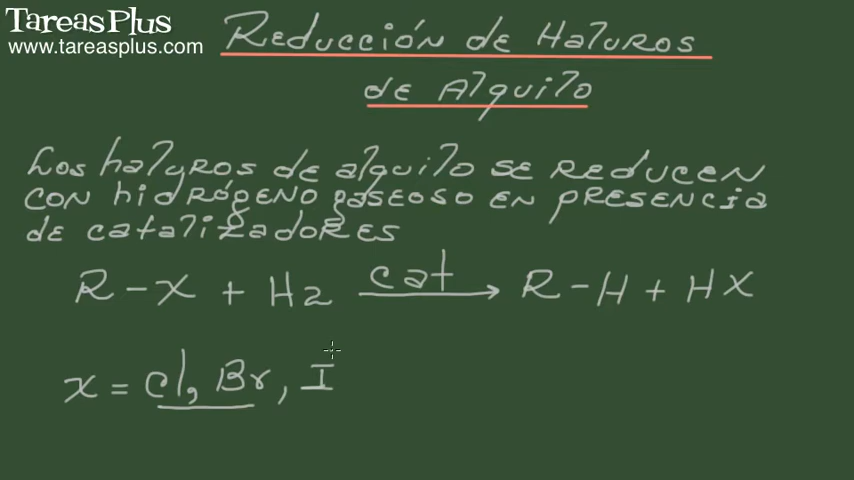 TareasPlus
www.tareasplus.com
Reducción de Haluros
de Alquilo
Los haluros de alquilo se reducen
con hidrógeno gaseoso en presencia
de catalizadores
R-X + H2 cat → R-H + HX
X = Cl, Br, I